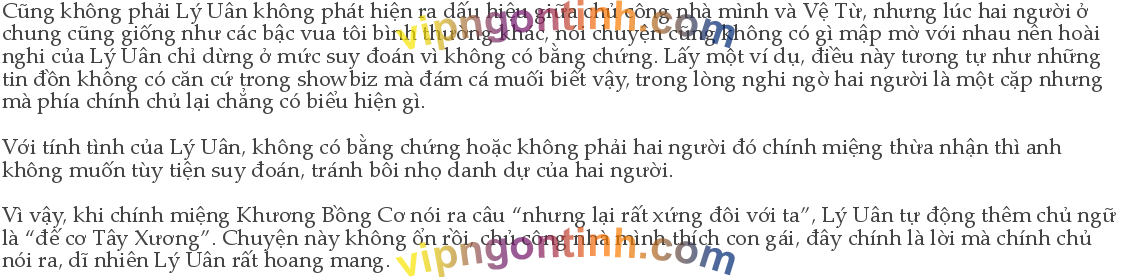 Cũng không phải Lý Uân không phát hiện ra dấu hiệu giữa chủ công nhà mình và Vệ Từ, nhưng lúc hai người ở
chung cũng giống như các bậc vua tôi bình thường khác, nói chuyện cũng không có gì mập mờ với nhau nên hoài
nghi của Lý Uân chỉ dừng ở mức suy đoán vì không có bằng chứng. Lấy một ví dụ, điều này tương tự như những
tin đồn không có căn cứ trong showbiz mà đám cá muối biết vậy, trong lòng nghi ngờ hai người là một cặp nhưng
mà phía chính chủ lại chẳng có biểu hiện gì.
Với tính tình của Lý Uân, không có bằng chứng hoặc không phải hai người đó chính miệng thừa nhận thì anh
không muốn tùy tiện suy đoán, tránh bôi nhọ danh dự của hai người.
Vì vậy, khi chính miệng Khương Bồng Cơ nói ra câu “nhưng lại rất xứng đôi với ta”, Lý Uân tự động thêm chủ ngữ
là “đế cơ Tây Xương”. Chuyện này không ổn rồi, chủ công nhà mình thích con gái, đây chính là lời mà chính chủ
nói ra, dĩ nhiên Lý Uân rất hoang mang.
vipngontinh.com
vipngontinh.com